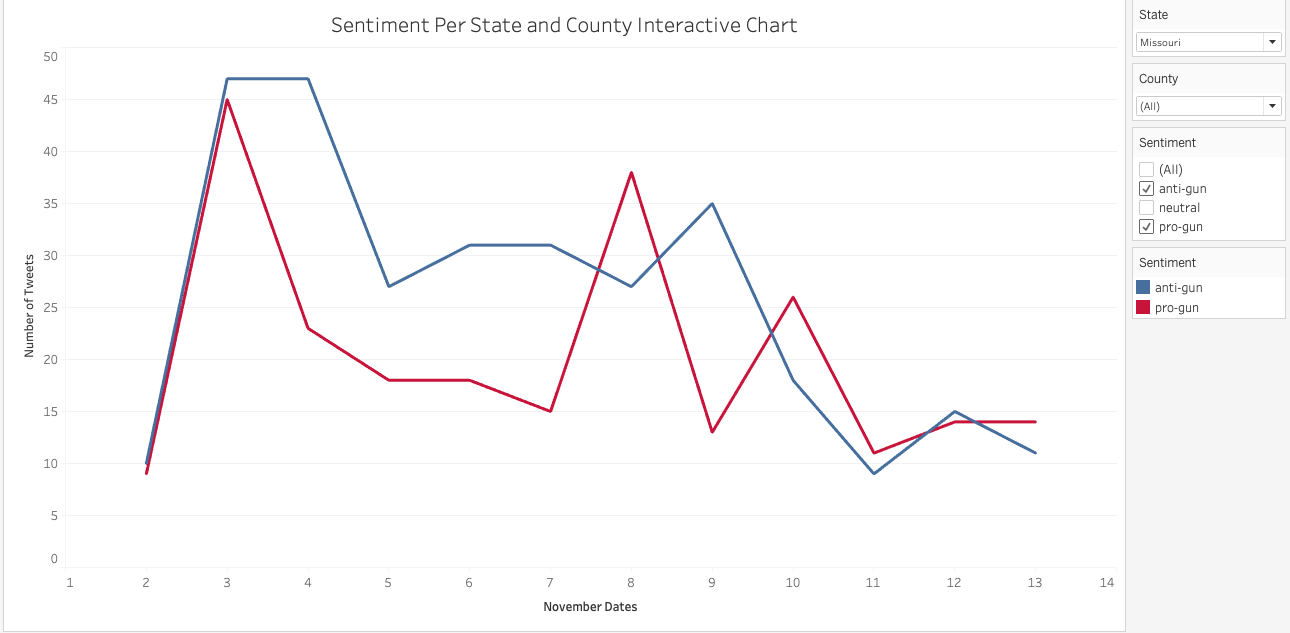 Sentiment Per State and County Interactive Chart
50
45
40
35
30
25
20
15
10
5
0
Number of Tweets
1 2 3 4 5 6 7 8 9 10 11 12 13 14
November Dates
State
Missouri
County
(All)
Sentiment
(All)
anti-gun
neutral
pro-gun
Sentiment
anti-gun
pro-gun